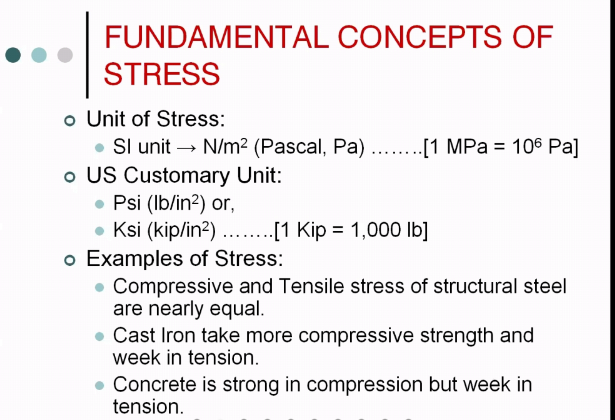 FUNDAMENTAL CONCEPTS OF
STRESS
Unit of Stress:
SI unit → N/m² (Pascal, Pa) ……..[1 MPa = 10⁶ Pa]
US Customary Unit:
Psi (lb/in²) or,
Ksi (kip/in²) ……..[1 Kip = 1,000 lb]
Examples of Stress:
Compressive and Tensile stress of structural steel
are nearly equal.
Cast Iron take more compressive strength and
week in tension.
Concrete is strong in compression but week in
tension.